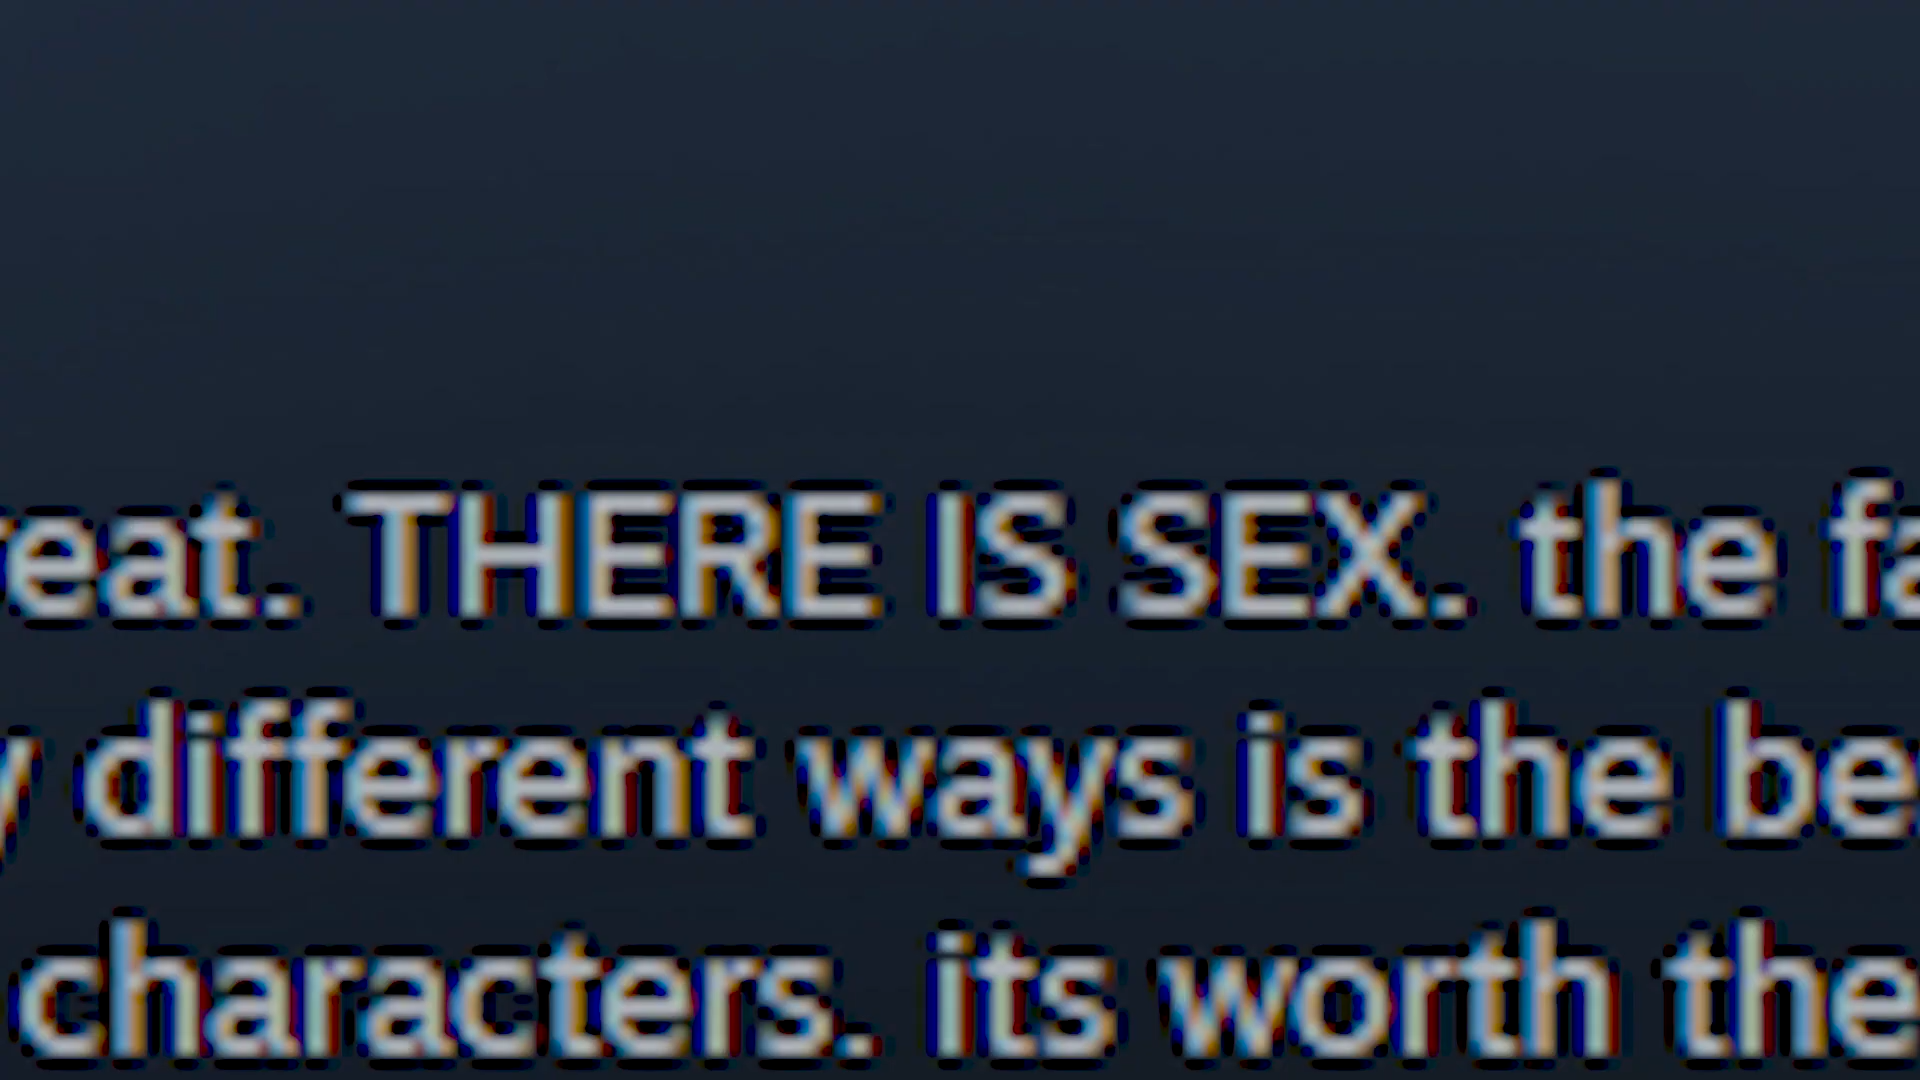 eat. THERE IS SEX. the fa
y different ways is the be
characters. its worth the